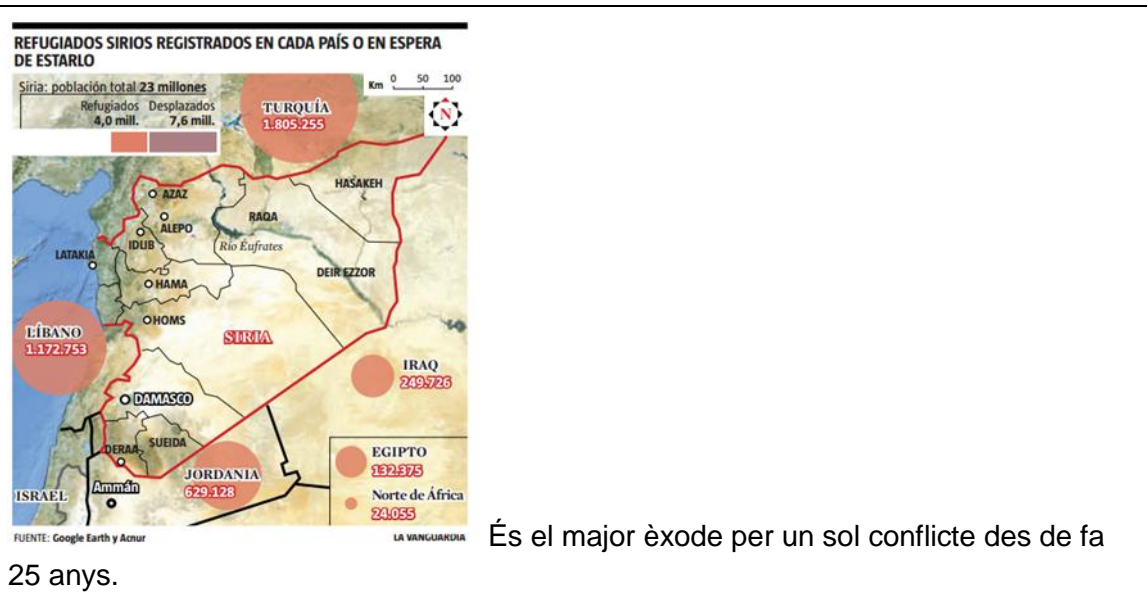 REFUGIADOS SIRIOS REGISTRADOS EN CADA PAÍS O EN ESPERA
DE ESTARLO
Siria: población total 23 millones
Refugiados Desplazados
4,0 mill. 7,6 mill.
Km 0 50 100
N
TURQUÍA
1.805.255
HASAKEH
AZAZ
RAQA
ALEPO
IDLIB
Río Eufrates
LATAKIA
DEIR EZZOR
HAMA
HOMS
LÍBANO
1.172.753
SIRIA
IRAQ
249.726
DAMASCO
SUEIDA
DERAA
EGIPTO
132.375
JORDANIA
629.128
Ammán
ISRAEL
Norte de África
24.055
FUENTE: Google Earth y Acnur
LA VANGUARDIA
És el major èxode per un sol conflicte des de fa
25 anys.